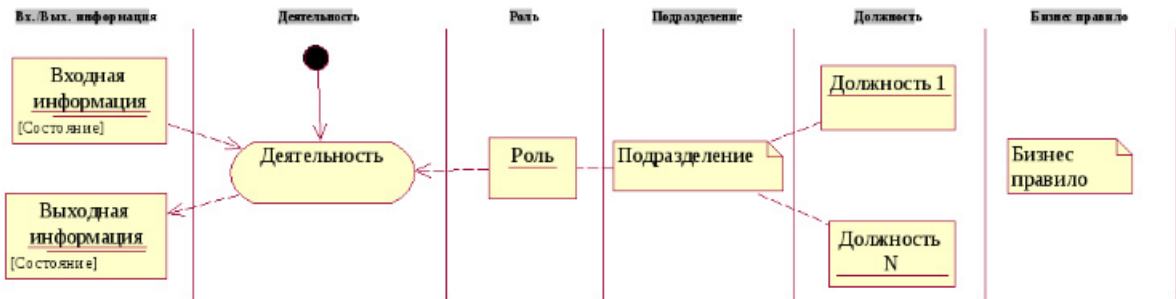 Вх./Вых. информация
Деятельность
Роль
Подразделение
Должность
Бизнес правило
Входная
информация
[Состояние]
Деятельность
Выходная
информация
[Состояние]
Роль
Подразделение
Должность 1
Должность
N
Бизнес
правило